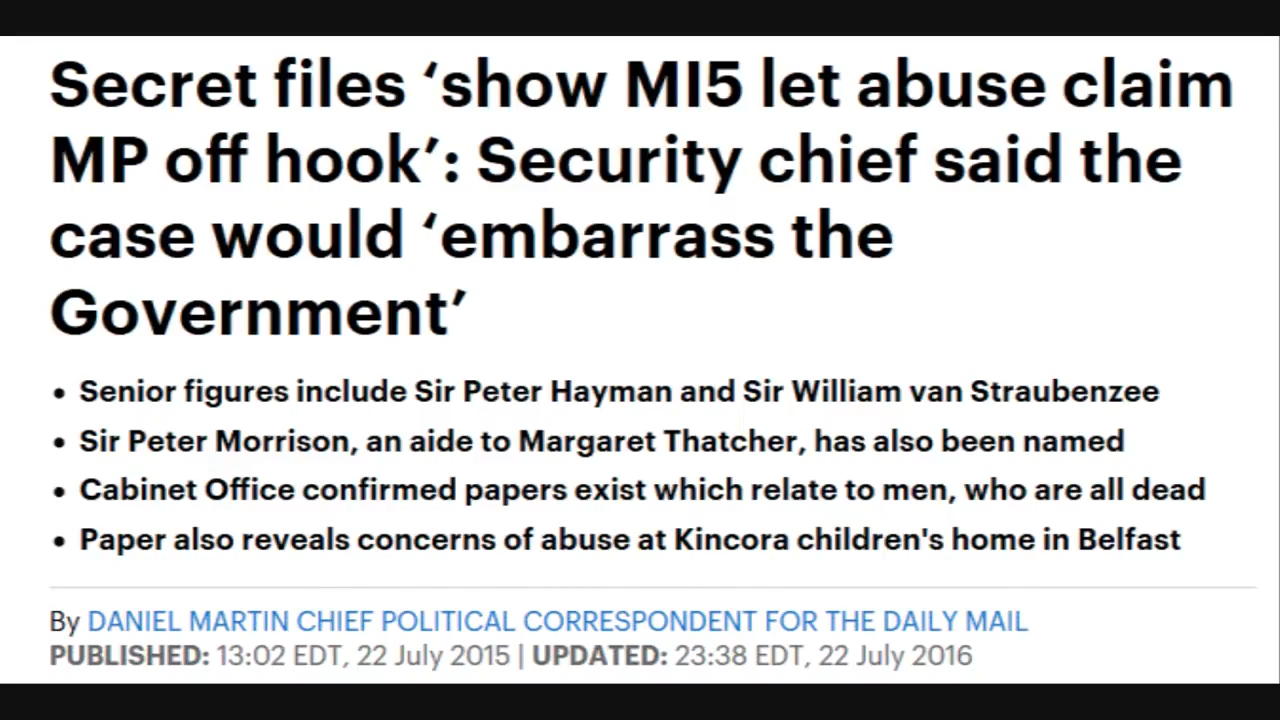 Secret files ‘show MI5 let abuse claim
MP off hook’: Security chief said the
case would ‘embarrass the
Government’
• Senior figures include Sir Peter Hayman and Sir William van Straubenzee
• Sir Peter Morrison, an aide to Margaret Thatcher, has also been named
• Cabinet Office confirmed papers exist which relate to men, who are all dead
• Paper also reveals concerns of abuse at Kincora children's home in Belfast
By DANIEL MARTIN CHIEF POLITICAL CORRESPONDENT FOR THE DAILY MAIL
PUBLISHED: 13:02 EDT, 22 July 2015 | UPDATED: 23:38 EDT, 22 July 2016